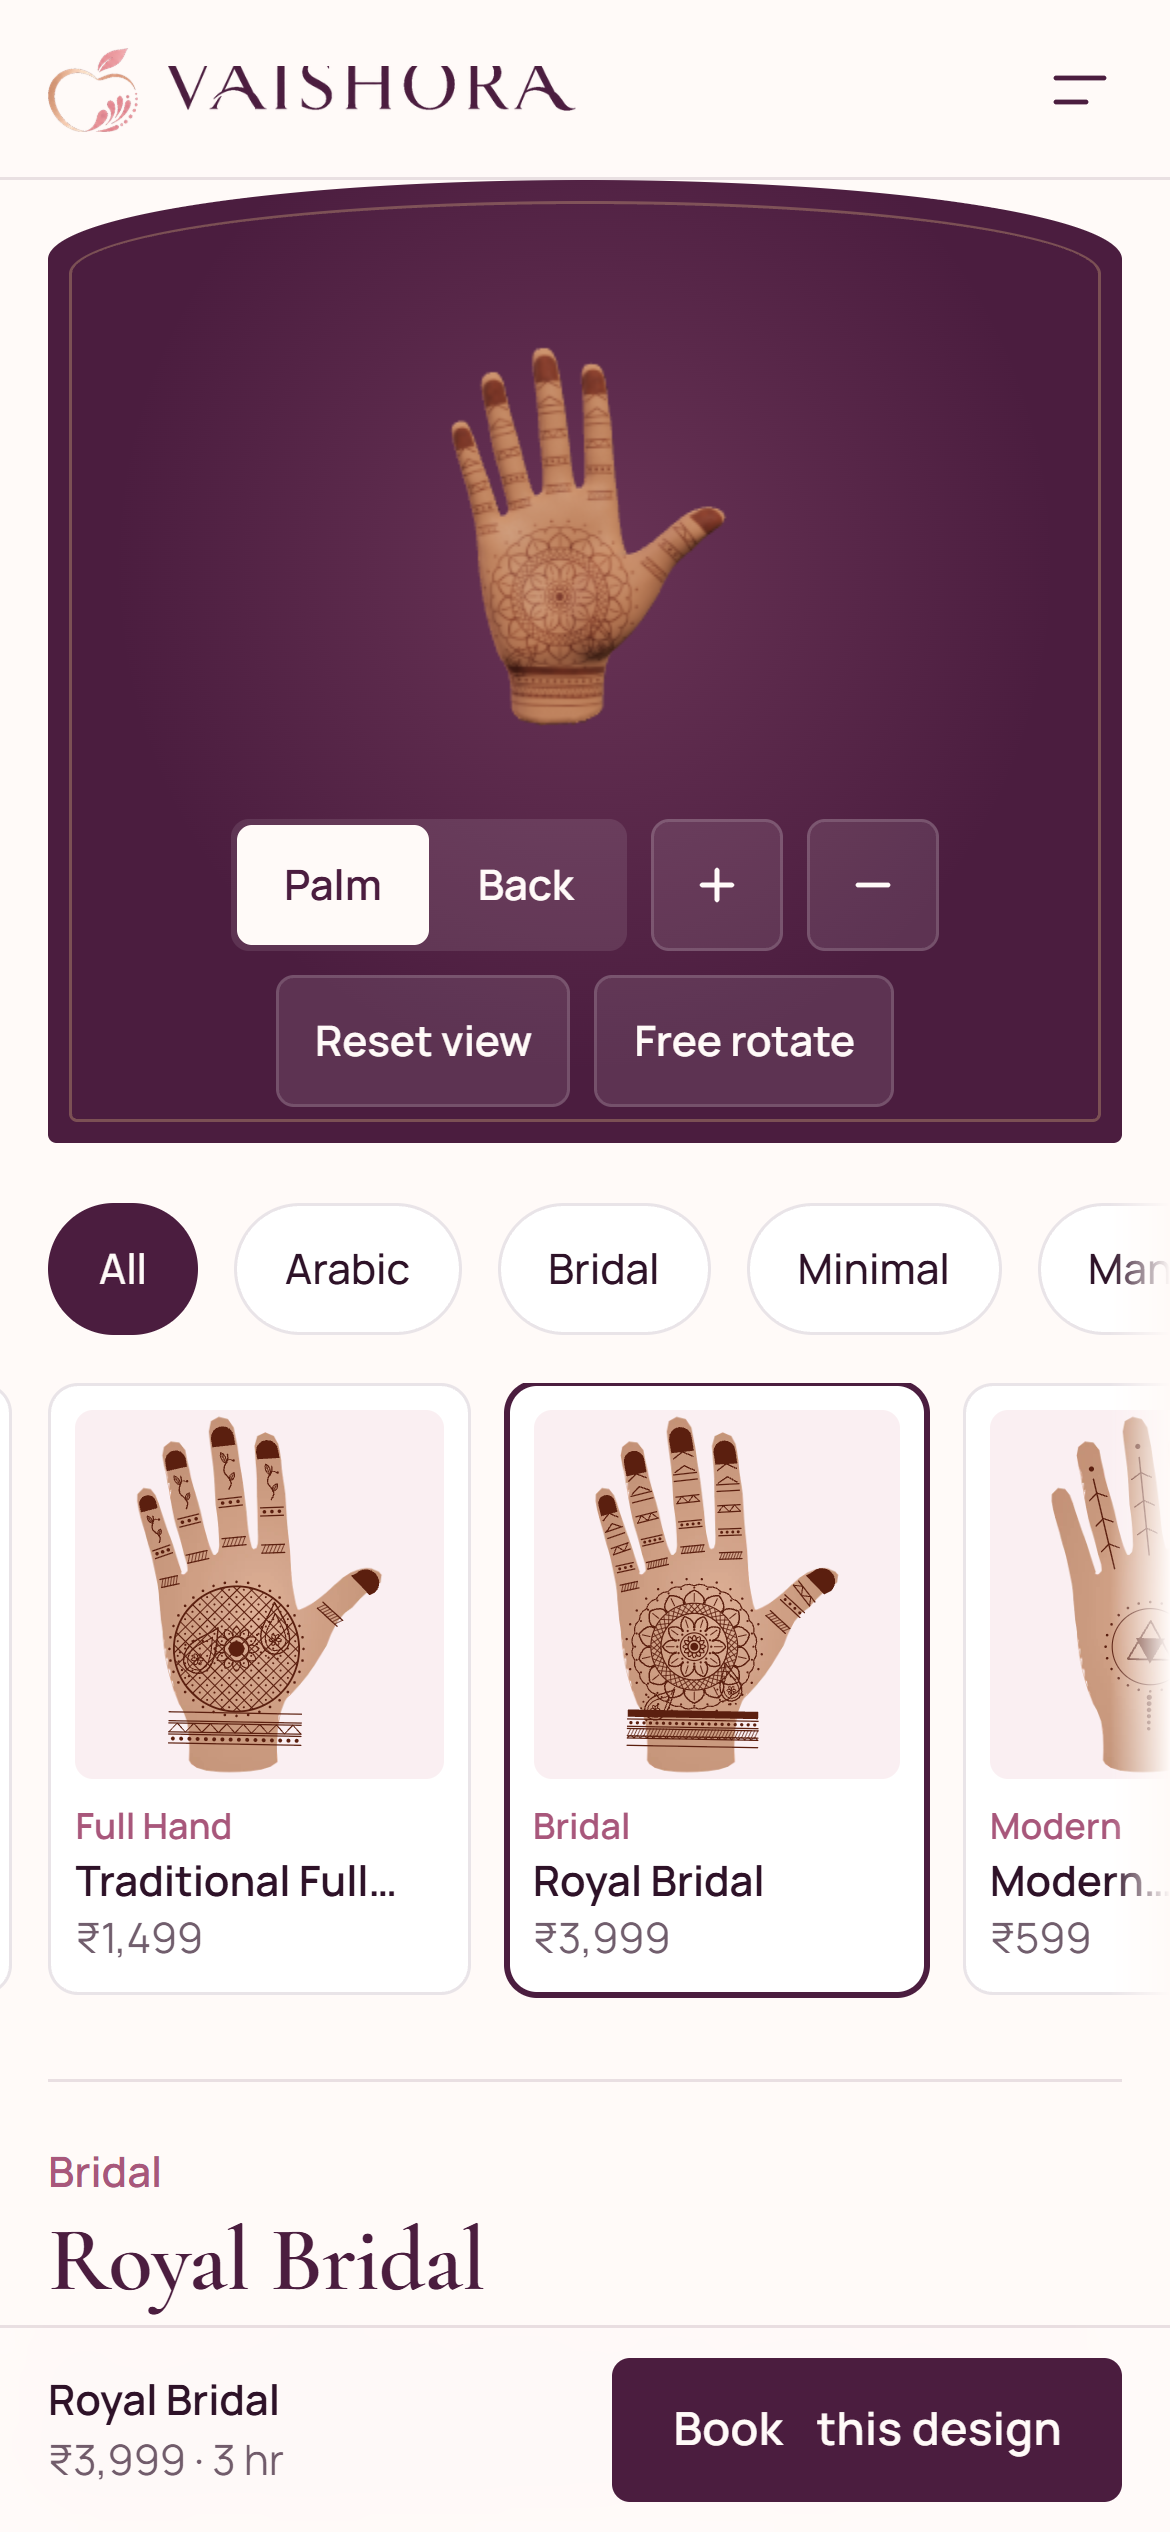 VAISHORA
Palm
Back
+
−
Reset view
Free rotate
All
Arabic
Bridal
Minimal
Full Hand
Traditional Full...
₹1,499
Bridal
Royal Bridal
₹3,999
Modern
Modern...
₹599
Bridal
Royal Bridal
Royal Bridal
₹3,999 · 3 hr
Book this design